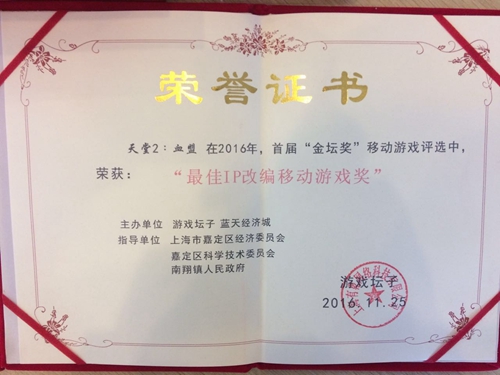 荣誉证书
天堂2：血盟 在2016年，首届“金坛奖”移动游戏评选中，
荣获：“最佳IP改编移动游戏奖”
主办单位 游戏坛子 蓝天经济城
指导单位 上海市嘉定区经济委员会
嘉定区科学技术委员会
南翔镇人民政府
游戏坛子
2016.11.25